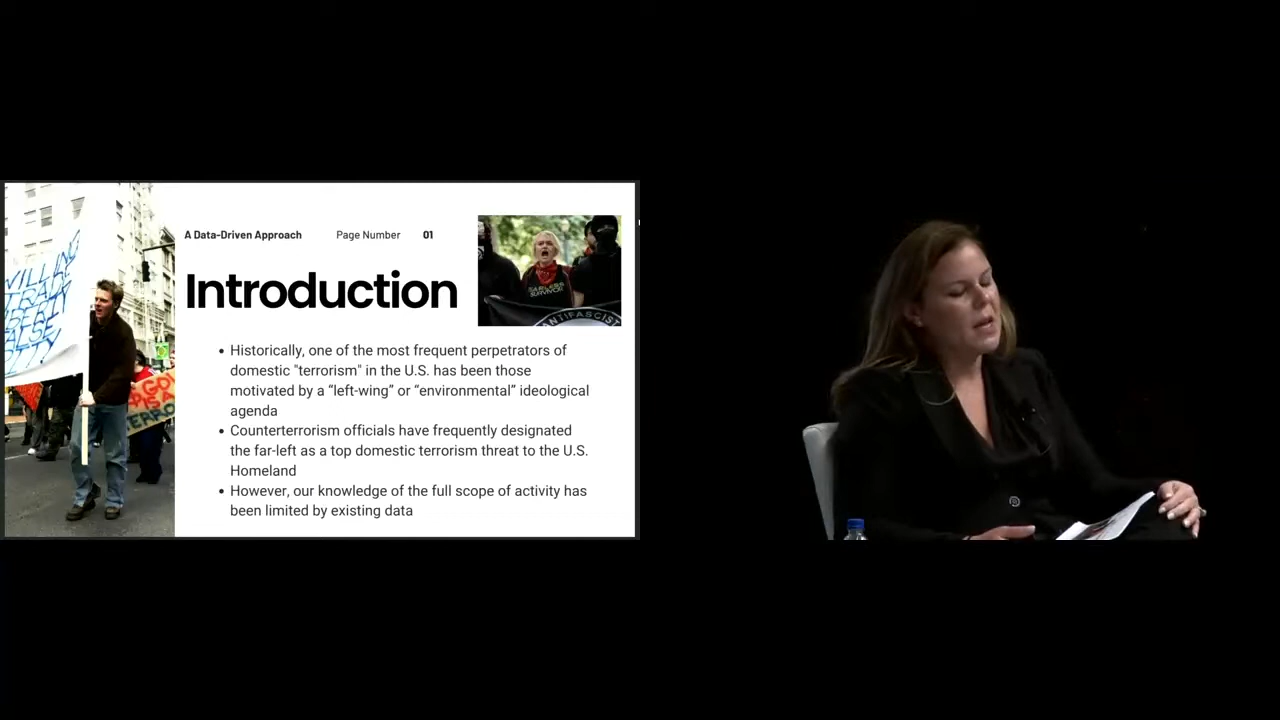 A Data-Driven Approach Page Number 01
Introduction
FEARLESS
SURVIVOR
ANTIFASCIST
• Historically, one of the most frequent perpetrators of
domestic "terrorism" in the U.S. has been those
motivated by a “left-wing” or “environmental” ideological
agenda
• Counterterrorism officials have frequently designated
the far-left as a top domestic terrorism threat to the U.S.
Homeland
• However, our knowledge of the full scope of activity has
been limited by existing data